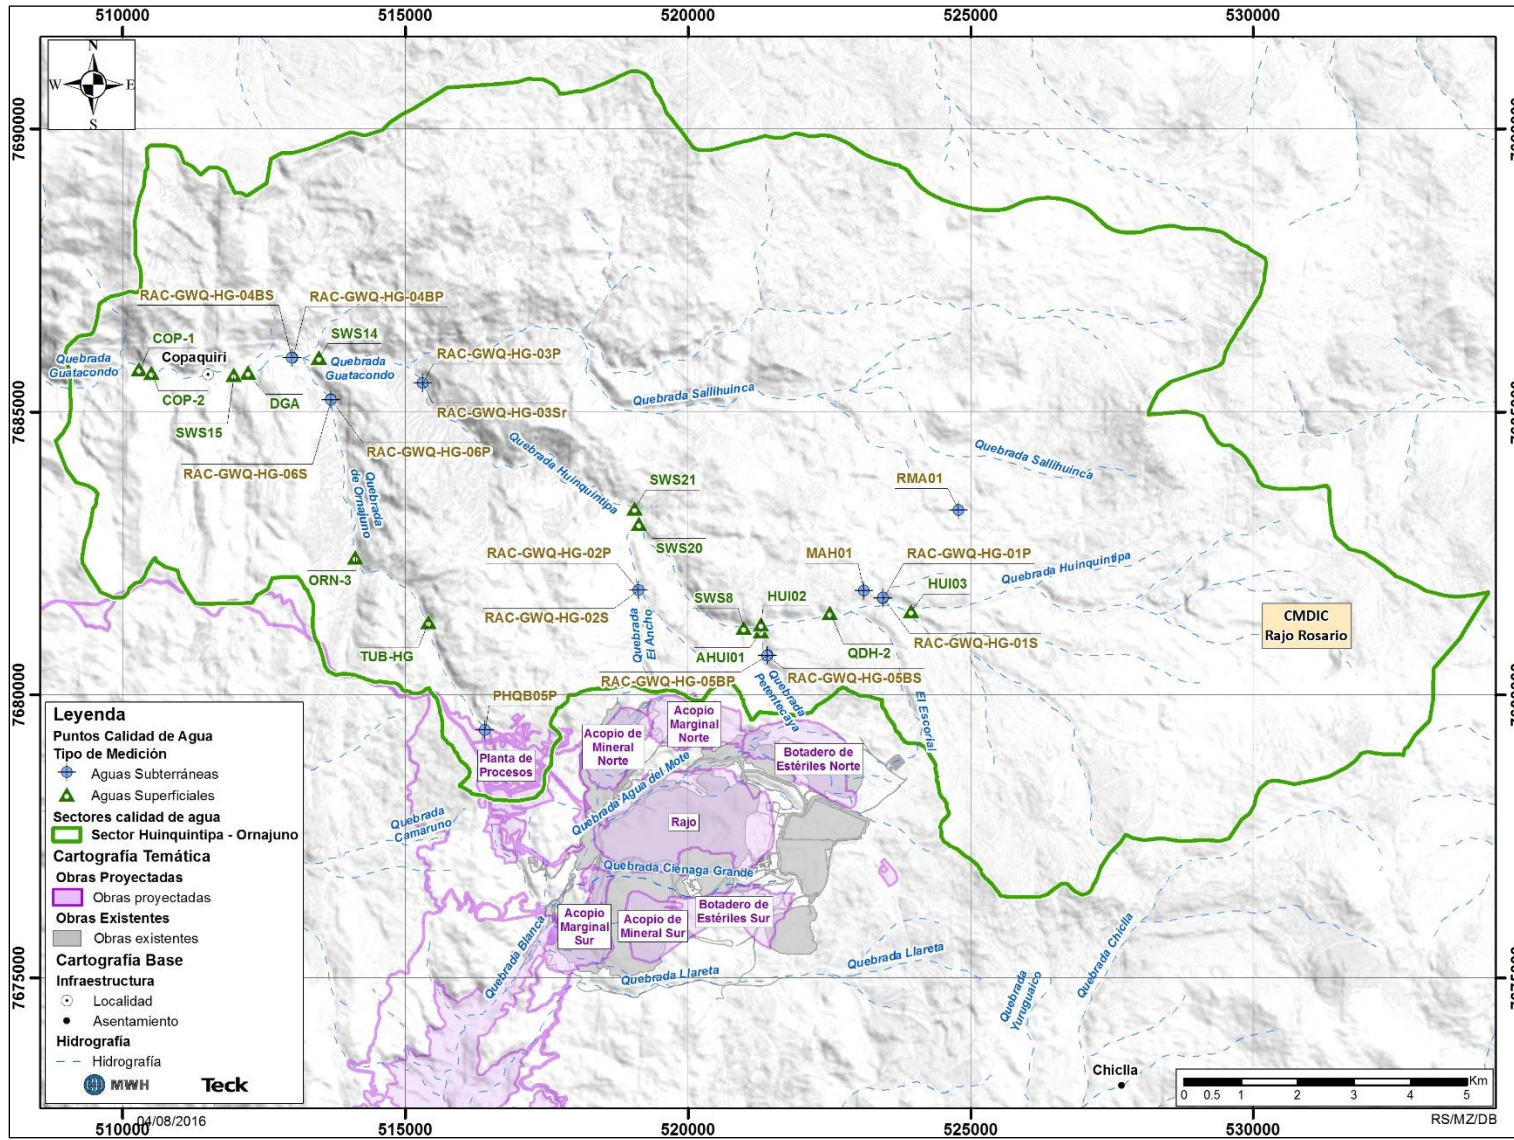 510000
515000
520000
525000
530000
N
W
E
S
7690000
RAC-GWQ-HG-04BS
RAC-GWQ-HG-04BP
COP-1
SWS14
Quebrada
Guatacondo
Copaquiri
Quebrada
Guatacondo
RAC-GWQ-HG-03P
COP-2
DGA
RAC-GWQ-HG-03Sr
Quebrada Sallihuinca
7685000
SWS15
RAC-GWQ-HG-06P
RAC-GWQ-HG-06S
Quebrada
de Ornajuno
Quebrada Huinquintipa
Quebrada Sallihuinca
SWS21
RMA01
SWS20
RAC-GWQ-HG-02P
MAH01
RAC-GWQ-HG-01P
Quebrada Huinquintipa
ORN-3
HUI03
SWS8
HUI02
RAC-GWQ-HG-02S
CMDIC
Rajo Rosario
Quebrada
El Ancho
TUB-HG
AHUI01
QDH-2
RAC-GWQ-HG-01S
RAC-GWQ-HG-05BP
RAC-GWQ-HG-05BS
Quebrada
Petentecaya
7680000
PHQB05P
El Escorial
Acopio
Marginal
Norte
Acopio de
Mineral
Norte
Planta de
Procesos
Botadero de
Estériles Norte
Quebrada Agua del Mote
Quebrada
Camaruno
Rajo
Quebrada Ciénaga Grande
Acopio
Marginal
Sur
Acopio de
Mineral Sur
Botadero de
Estériles Sur
Quebrada Blanca
Quebrada Llareta
Quebrada Llareta
Quebrada Chiclla
Quebrada
Yuruguaico
7675000
Chiclla
Leyenda
Puntos Calidad de Agua
Tipo de Medición
Aguas Subterráneas
Aguas Superficiales
Sectores calidad de agua
Sector Huinquintipa - Ornajuno
Cartografía Temática
Obras Proyectadas
Obras proyectadas
Obras Existentes
Obras existentes
Cartografía Base
Infraestructura
Localidad
Asentamiento
Hidrografía
Hidrografía
MWH
Teck
Km
0 0.5 1 2 3 4 5
04/08/2016
RS/MZ/DB
510000
515000
520000
525000
530000